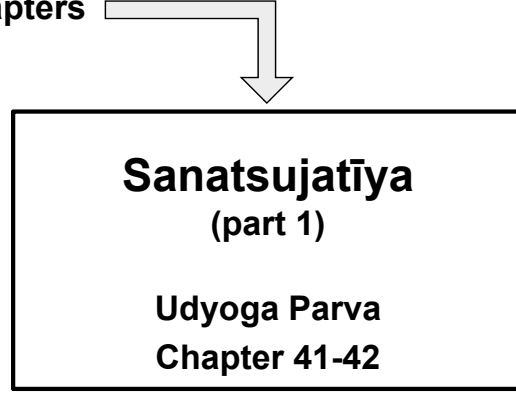 apters
Sanatsujatīya
(part 1)
Udyoga Parva
Chapter 41-42